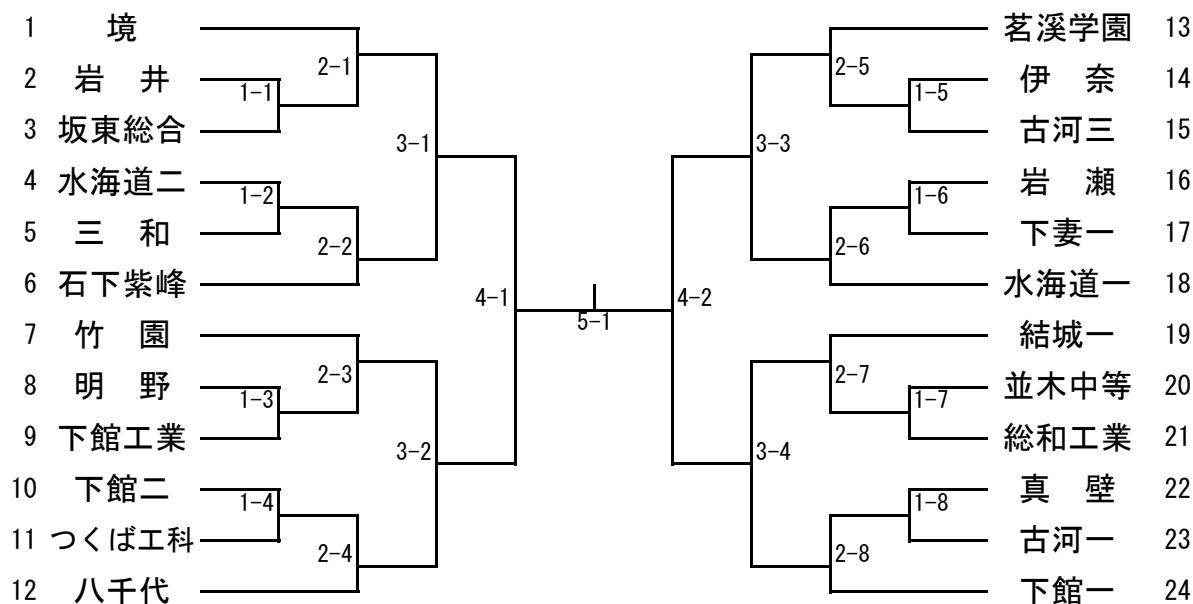 1 境 茗溪学園 13
2-1 2-5
2 岩 井 伊 奈 14
1-1 1-5
3 坂東総合 古河三 15
3-1 3-3
4 水海道二 岩 瀬 16
1-2 1-6
5 三 和 下妻一 17
2-2 2-6
6 石下紫峰 水海道一 18
4-1 4-2
5-1
7 竹 園 結城一 19
2-3 2-7
8 明 野 並木中等 20
1-3 1-7
9 下館工業 総和工業 21
3-2 3-4
10 下館二 真 壁 22
1-4 1-8
11 つくば工科 古河一 23
2-4 2-8
12 八千代 下館一 24